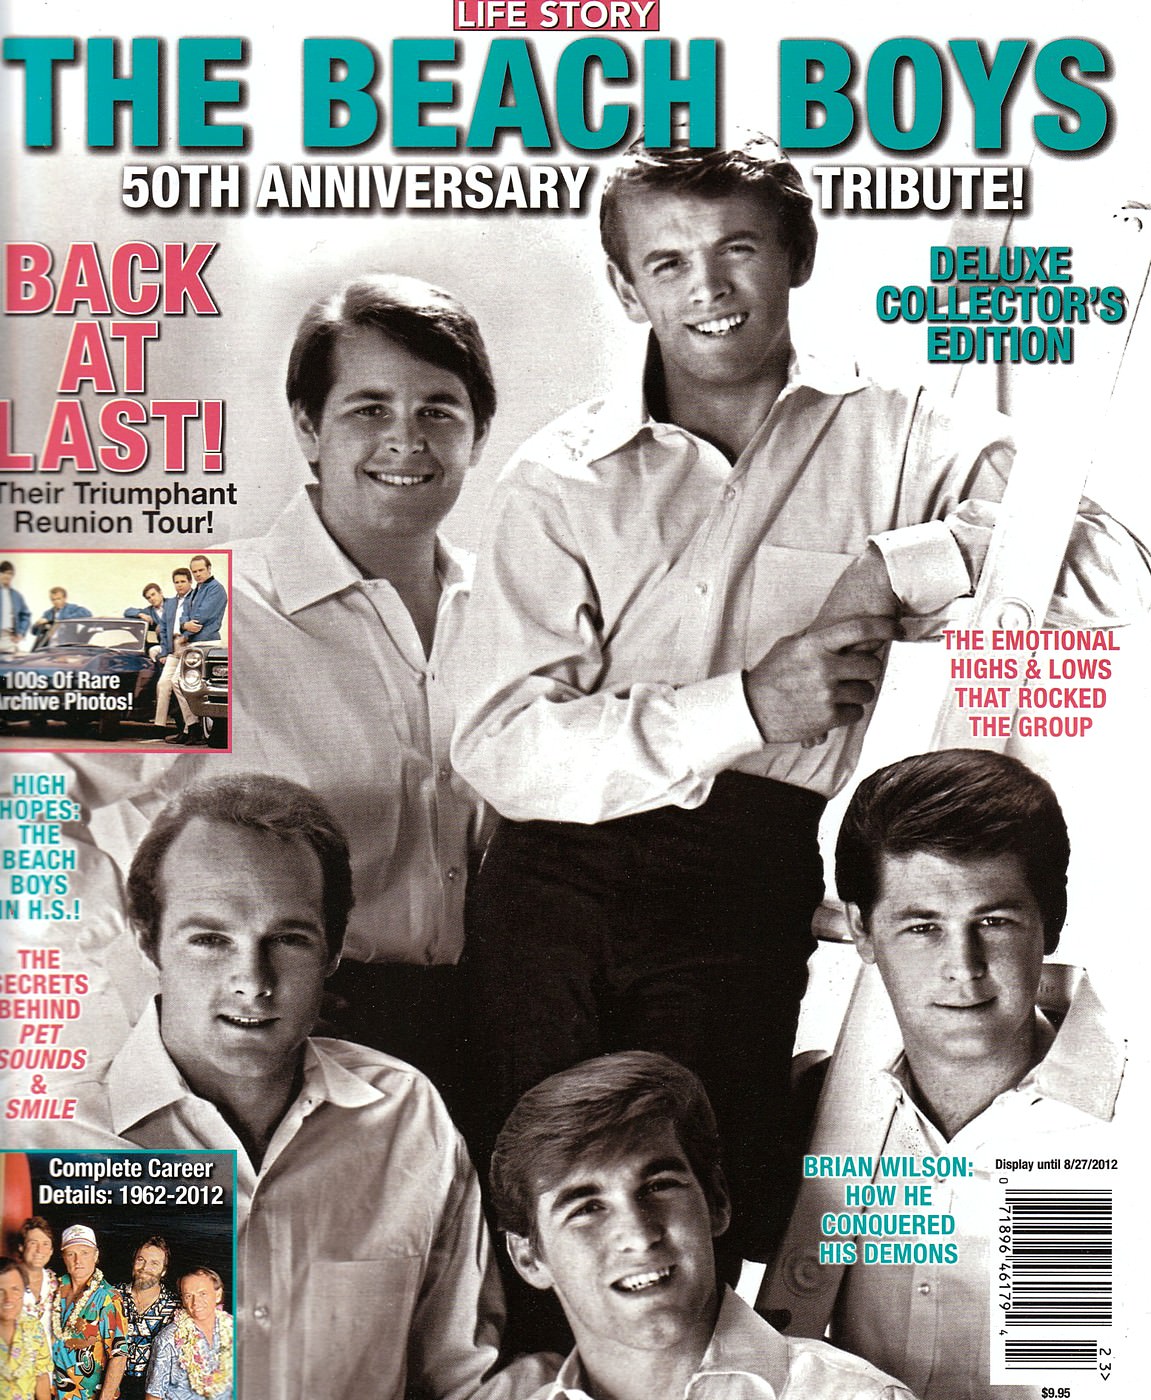 LIFE STORY
THE BEACH BOYS
50TH ANNIVERSARY TRIBUTE!
BACK
AT
LAST!
Their Triumphant
Reunion Tour!
DELUXE
COLLECTOR'S
EDITION
100s Of Rare
Archive Photos!
THE EMOTIONAL
HIGHS & LOWS
THAT ROCKED
THE GROUP
HIGH
HOPES:
THE
BEACH
BOYS
IN H.S.!
THE
SECRETS
BEHIND
PET
SOUNDS
&
SMILE
Complete Career
Details: 1962-2012
BRIAN WILSON:
HOW HE
CONQUERED
HIS DEMONS
Display until 8/27/2012
0 71896 46179 4
23>
$9.95